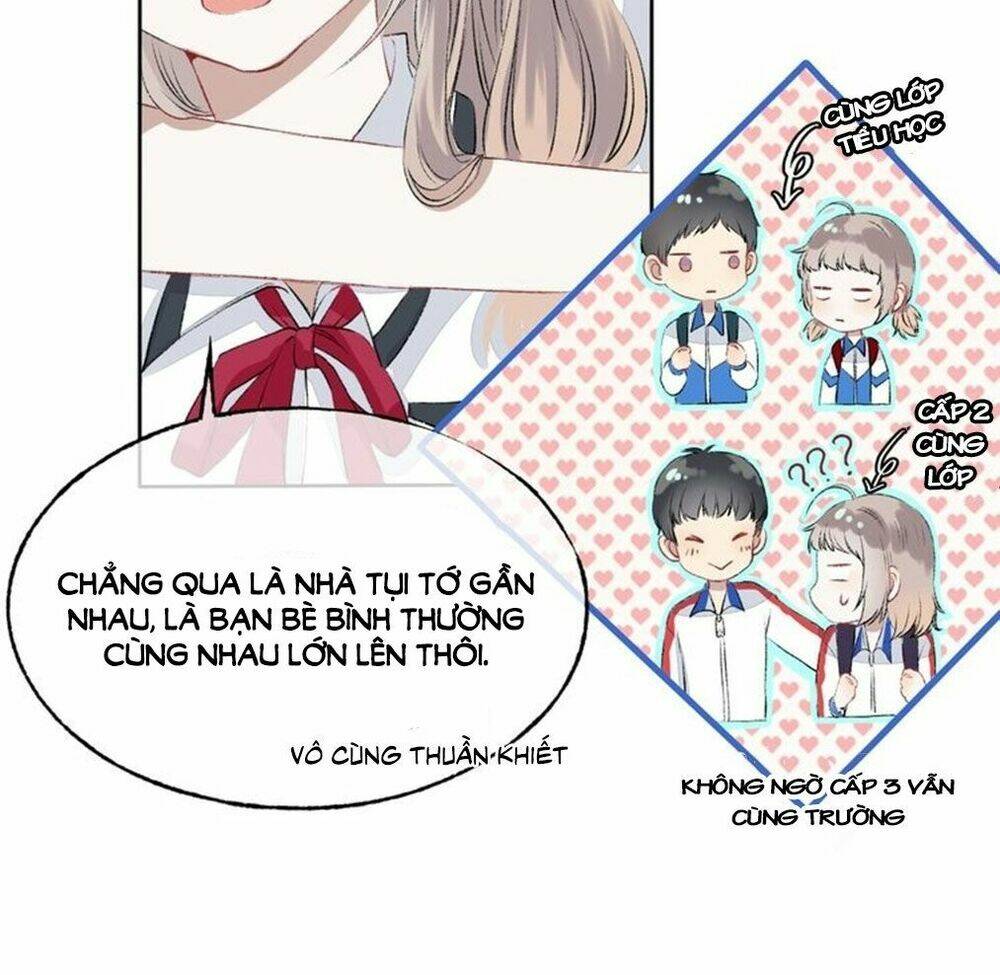 CÙNG LỚP
TIỂU HỌC
CẤP 2
CÙNG
LỚP
???
CHẲNG QUA LÀ NHÀ TỤI TỚ GẦN
NHAU, LÀ BẠN BÈ BÌNH THƯỜNG
CÙNG NHAU LỚN LÊN THÔI.
VÔ CÙNG THUẦN KHIẾT
KHÔNG NGỜ CẤP 3 VẪN
CÙNG TRƯỜNG